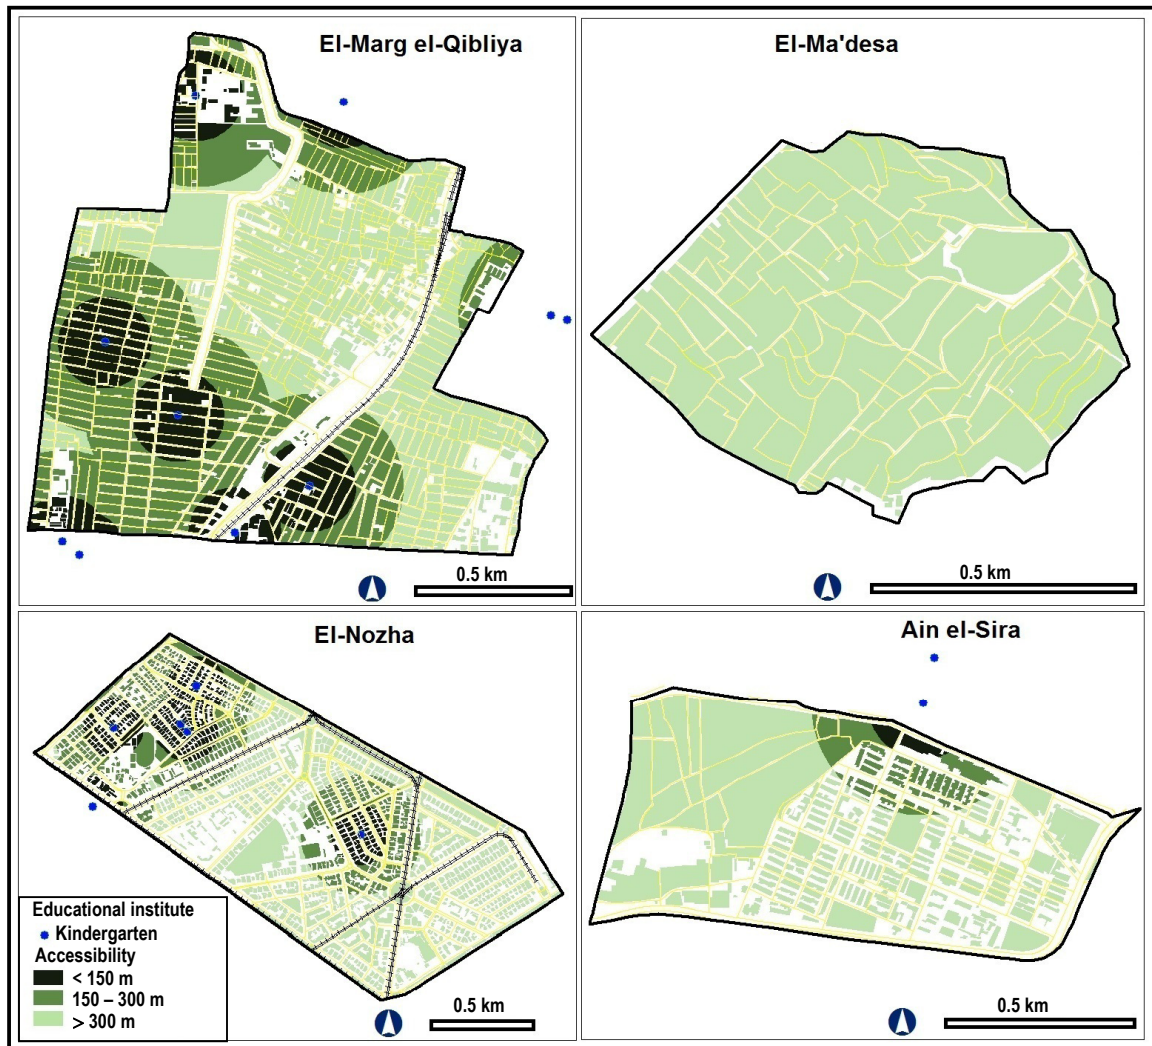 El-Marg el-Qibliya
0.5 km
El-Ma'desa
0.5 km
El-Nozha
0.5 km
Ain el-Sira
0.5 km
Educational institute
Kindergarten
Accessibility
< 150 m
150 – 300 m
> 300 m